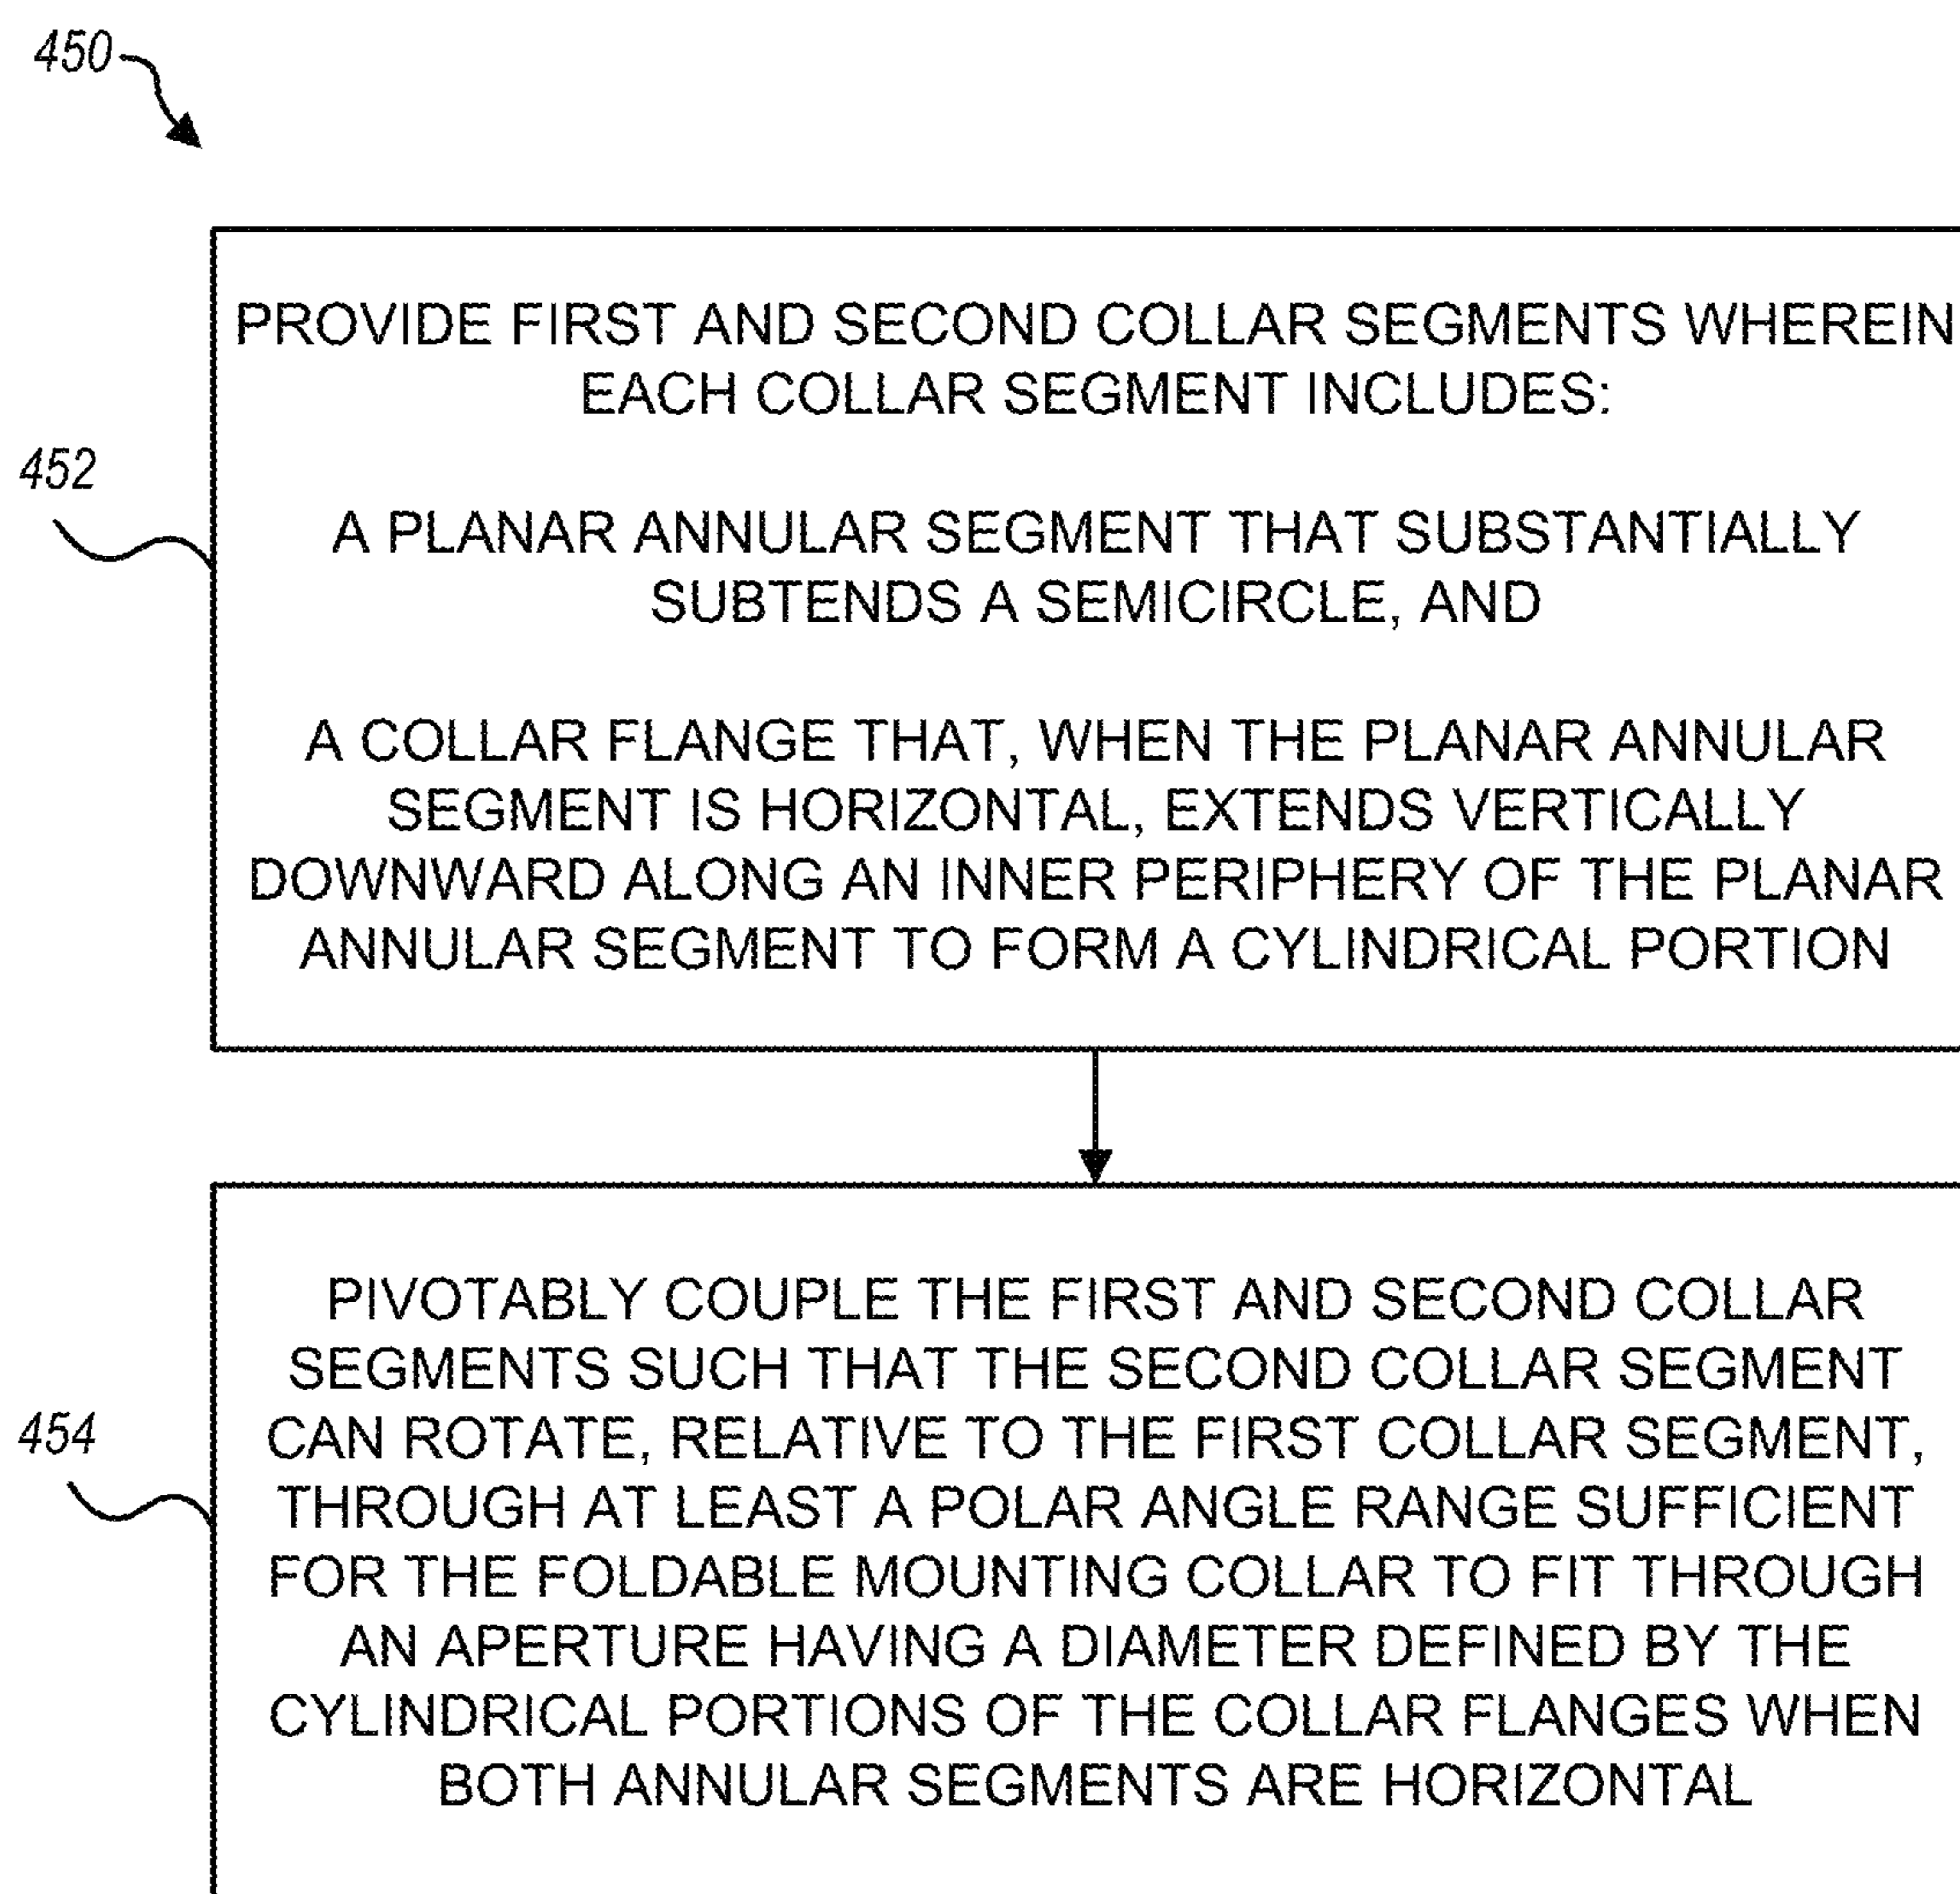 450
PROVIDE FIRST AND SECOND COLLAR SEGMENTS WHEREIN
EACH COLLAR SEGMENT INCLUDES:
452
A PLANAR ANNULAR SEGMENT THAT SUBSTANTIALLY
SUBTENDS A SEMICIRCLE, AND
A COLLAR FLANGE THAT, WHEN THE PLANAR ANNULAR
SEGMENT IS HORIZONTAL, EXTENDS VERTICALLY
DOWNWARD ALONG AN INNER PERIPHERY OF THE PLANAR
ANNULAR SEGMENT TO FORM A CYLINDRICAL PORTION
PIVOTABLY COUPLE THE FIRST AND SECOND COLLAR
SEGMENTS SUCH THAT THE SECOND COLLAR SEGMENT
454
CAN ROTATE, RELATIVE TO THE FIRST COLLAR SEGMENT,
THROUGH AT LEAST A POLAR ANGLE RANGE SUFFICIENT
FOR THE FOLDABLE MOUNTING COLLAR TO FIT THROUGH
AN APERTURE HAVING A DIAMETER DEFINED BY THE
CYLINDRICAL PORTIONS OF THE COLLAR FLANGES WHEN
BOTH ANNULAR SEGMENTS ARE HORIZONTAL